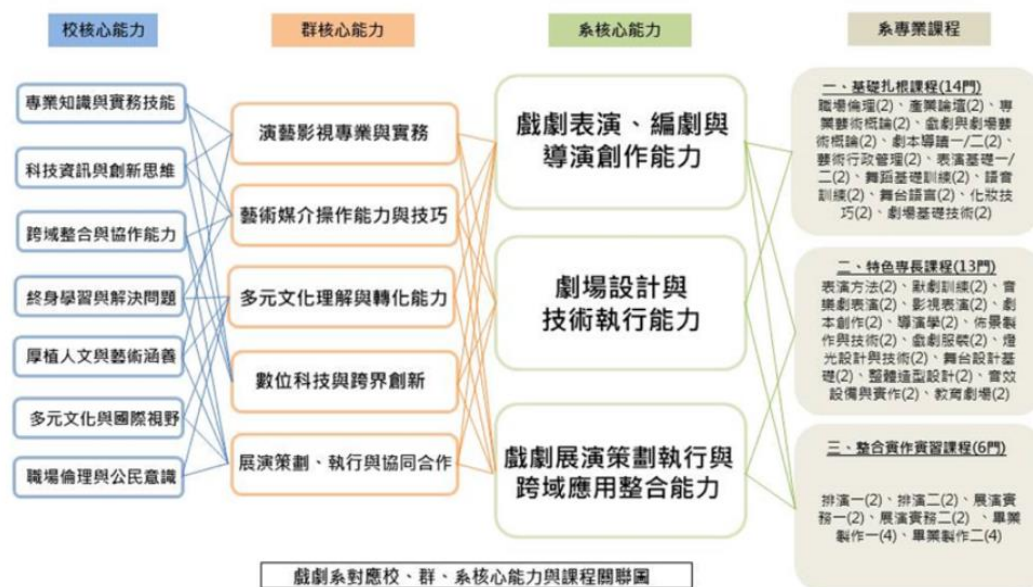 校核心能力
群核心能力
系核心能力
系專業課程
專業知識與實務技能
科技資訊與創新思維
跨域整合與協作能力
終身學習與解決問題
厚植人文與藝術涵養
多元文化與國際視野
職場倫理與公民意識
演藝影視專業與實務
藝術媒介操作能力與技巧
多元文化理解與轉化能力
數位科技與跨界創新
展演策劃、執行與協同合作
戲劇表演、編劇與
導演創作能力
劇場設計與
技術執行能力
戲劇展演策劃執行與
跨域應用整合能力
一、基礎扎根課程(14門)
職場倫理(2)、產業論壇(2)、專
業藝術概論(2)、戲劇與劇場藝
術概論(2)、劇本導讀一/二(2)、
藝術行政管理(2)、表演基礎一/
二(2)、舞蹈基礎訓練(2)、語音
訓練(2)、舞台語言(2)、化妝技
巧(2)、劇場基礎技術(2)
二、特色專長課程(13門)
表演方法(2)、默劇訓練(2)、音
樂劇表演(2)、影視表演(2)、劇
本創作(2)、導演學(2)、佈景製
作與技術(2)、戲劇服裝(2)、燈
光設計與技術(2)、舞台設計基
礎(2)、整體造型設計(2)、音效
設備與實作(2)、教育劇場(2)
三、整合實作實習課程(6門)
排演一(2)、排演二(2)、展演實
務一(2)、展演實務二(2) 、畢業
製作一(4)、畢業製作二(4)
戲劇系對應校、群、系核心能力與課程關聯圖